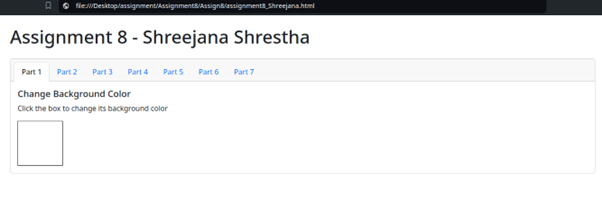 file:///Desktop/assignment/Assignment8/Assign8/assignment8_Shreejana.html
Assignment 8 - Shreejana Shrestha
Part 1 Part 2 Part 3 Part 4 Part 5 Part 6 Part 7
Change Background Color
Click the box to change its background color